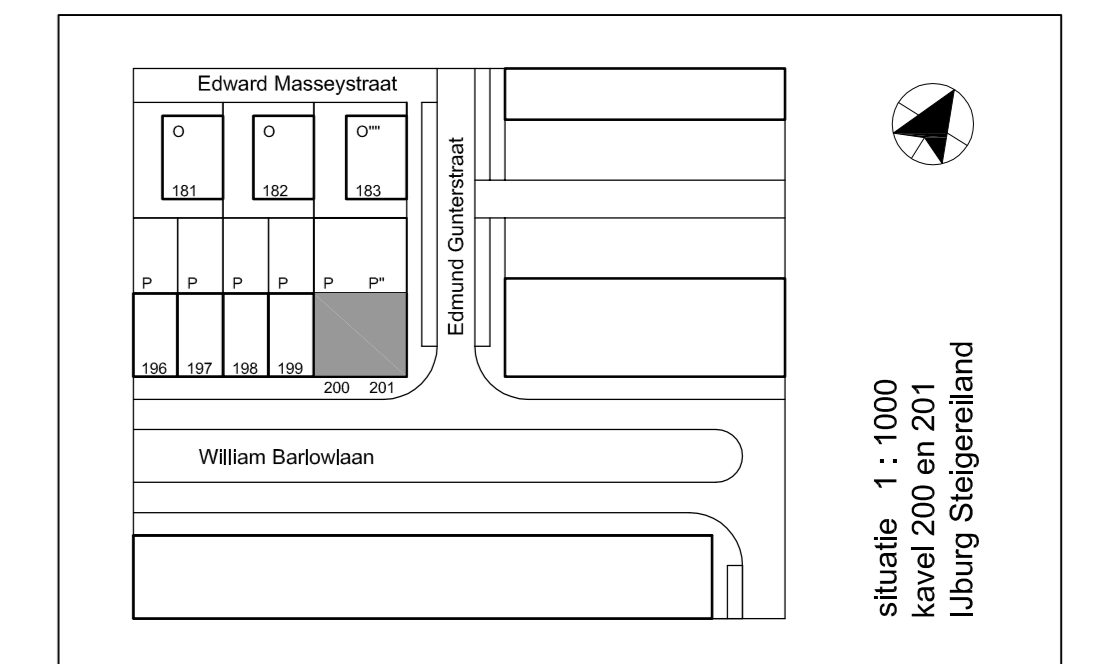 Edward Masseystraat
O O O""
181 182 183
Edmund Gunterstraat
P P P P P P"
196 197 198 199
200 201
William Barlowlaan
situatie 1 : 1000
kavel 200 en 201
IJburg Steigereiland